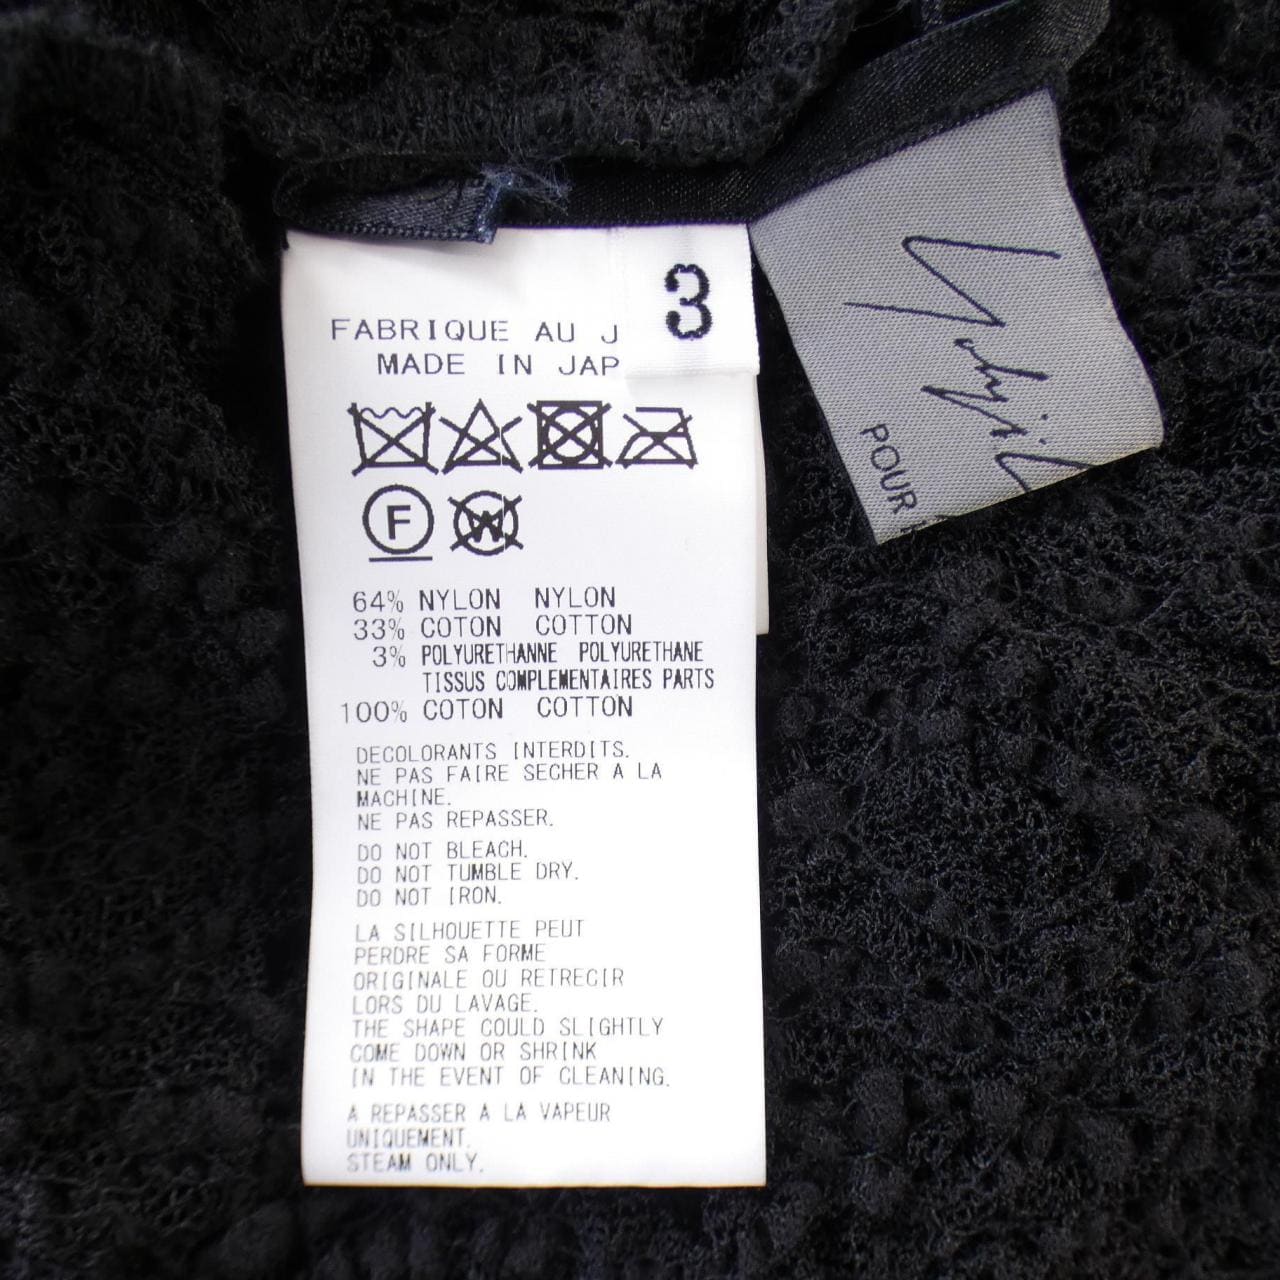 3
FABRIQUE AU J
MADE IN JAP
F
W
64% NYLON NYLON
33% COTON COTTON
3% POLYURETHANNE POLYURETHANE
TISSUS COMPLEMENTAIRES PARTS
100% COTON COTTON
DECOLORANTS INTERDITS.
NE PAS FAIRE SECHER A LA
MACHINE.
NE PAS REPASSER.
DO NOT BLEACH.
DO NOT TUMBLE DRY.
DO NOT IRON.
LA SILHOUETTE PEUT
PERDRE SA FORME
ORIGINALE OU RETRECIR
LORS DU LAVAGE.
THE SHAPE COULD SLIGHTLY
COME DOWN OR SHRINK
IN THE EVENT OF CLEANING.
A REPASSER A LA VAPEUR
UNIQUEMENT.
STEAM ONLY.
POUR